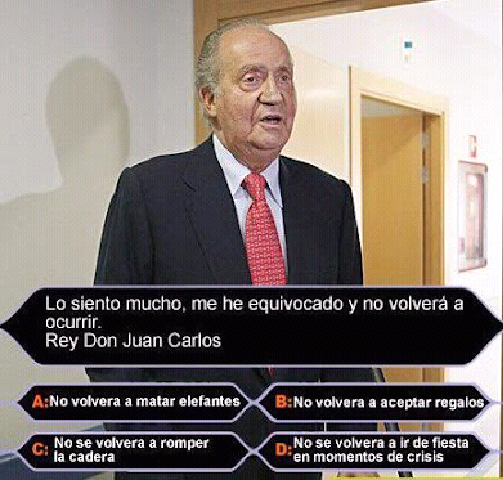 Lo siento mucho, me he equivocado y no volverá a
ocurrir.
Rey Don Juan Carlos
A: No volvera a matar elefantes
B: No volvera a aceptar regalos
C: No se volvera a romper
la cadera
D: No se volvera a ir de fiesta
en momentos de crisis